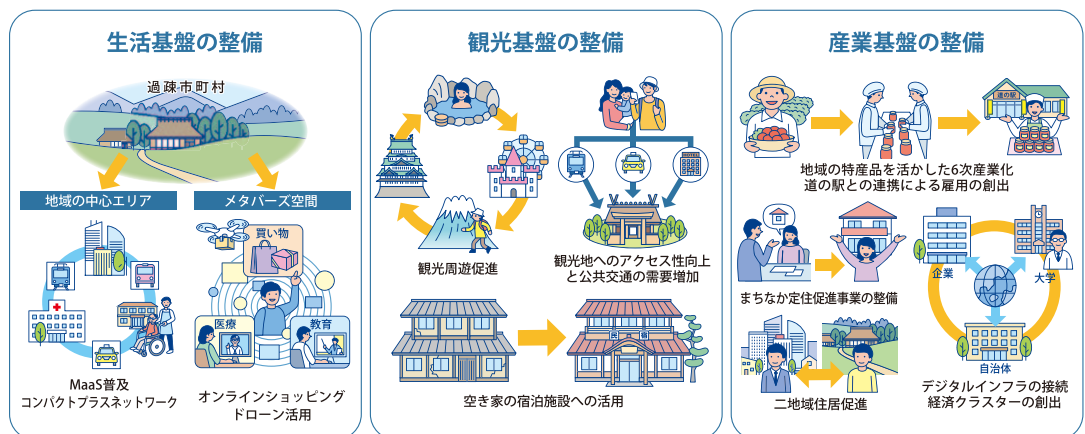 生活基盤の整備
過疎市町村
地域の中心エリア
メタバーズ空間
買い物
医療
教育
MaaS普及
コンパクトプラスネットワーク
オンラインショッピング
ドローン活用
観光基盤の整備
観光周遊促進
観光地へのアクセス性向上
と公共交通の需要増加
民宿
空き家の宿泊施設への活用
産業基盤の整備
道の駅
地域の特産品を活かした6次産業化
道の駅との連携による雇用の創出
まちなか定住促進事業の整備
二地域住居促進
企業
大学
自治体
デジタルインフラの接続
経済クラスターの創出